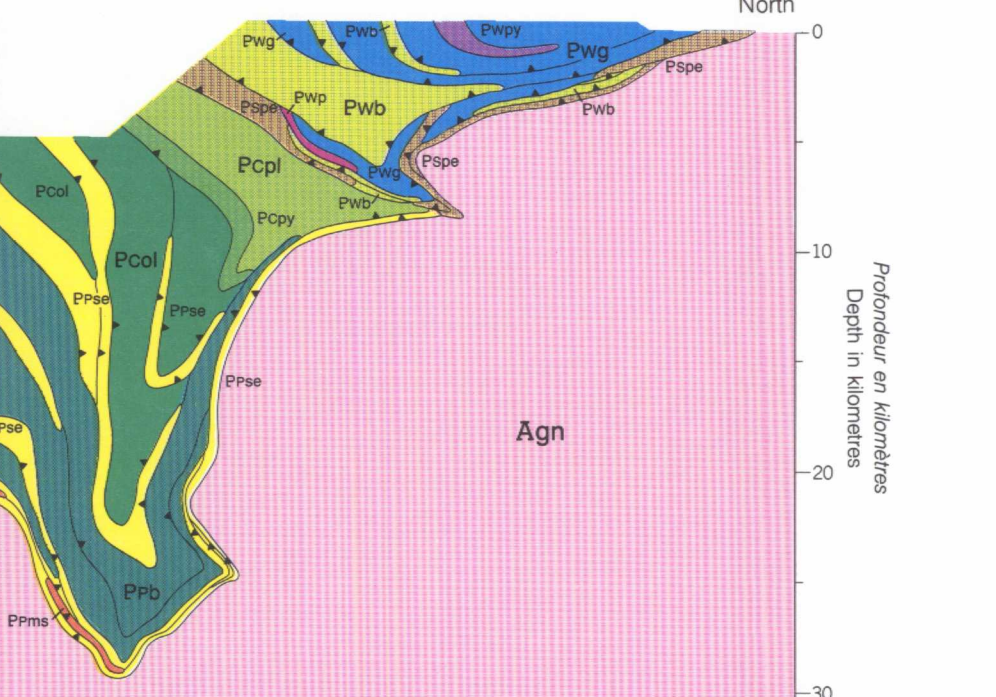 North
0
Pwg
Pwb
Pwpy
Pwg
Pspe
Pspe
Pwp
Pwb
Pwb
Pcpl
Pspe
Pcol
Pwg
Pwb
Pcpy
Pcol
10
PPse
PPse
PPse
Pse
Agn
20
PPb
PPms
30
Profondeur en kilomètres
Depth in kilometres